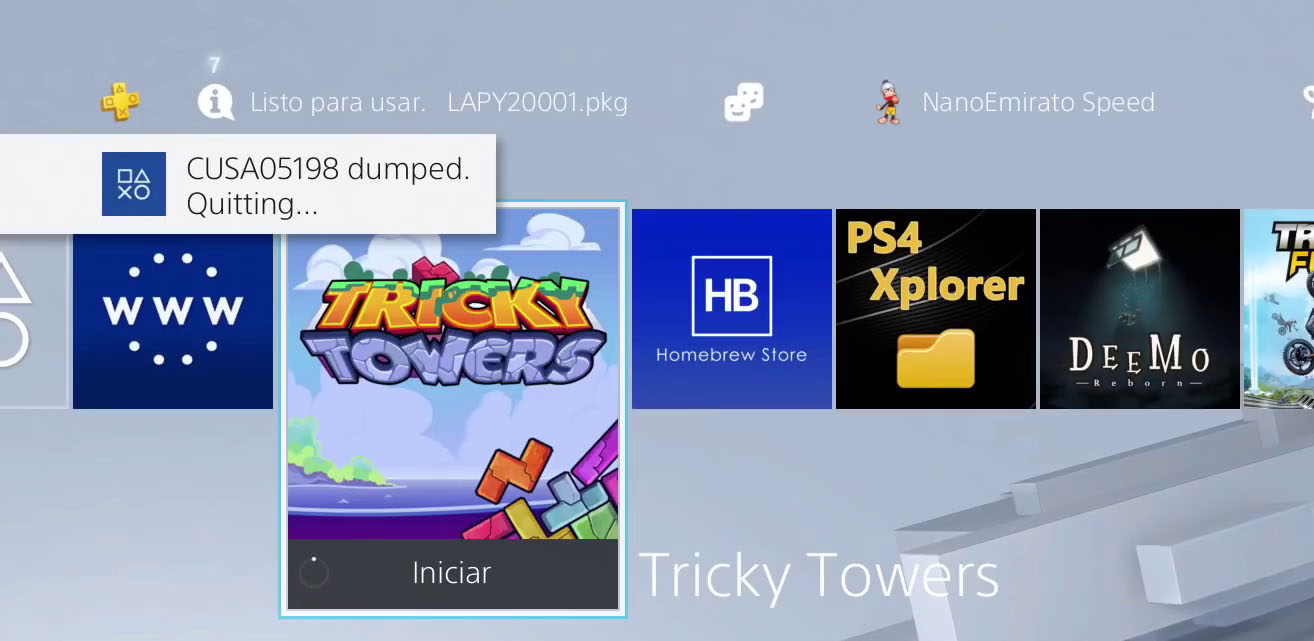 7
Listo para usar. LAPY20001.pkg
NanoEmirato Speed
CUSA05198 dumped.
Quitting...
WWW
TRICKY
TOWERS
HB
Homebrew Store
PS4
Xplorer
DEEMO
Reborn
Iniciar
Tricky Towers